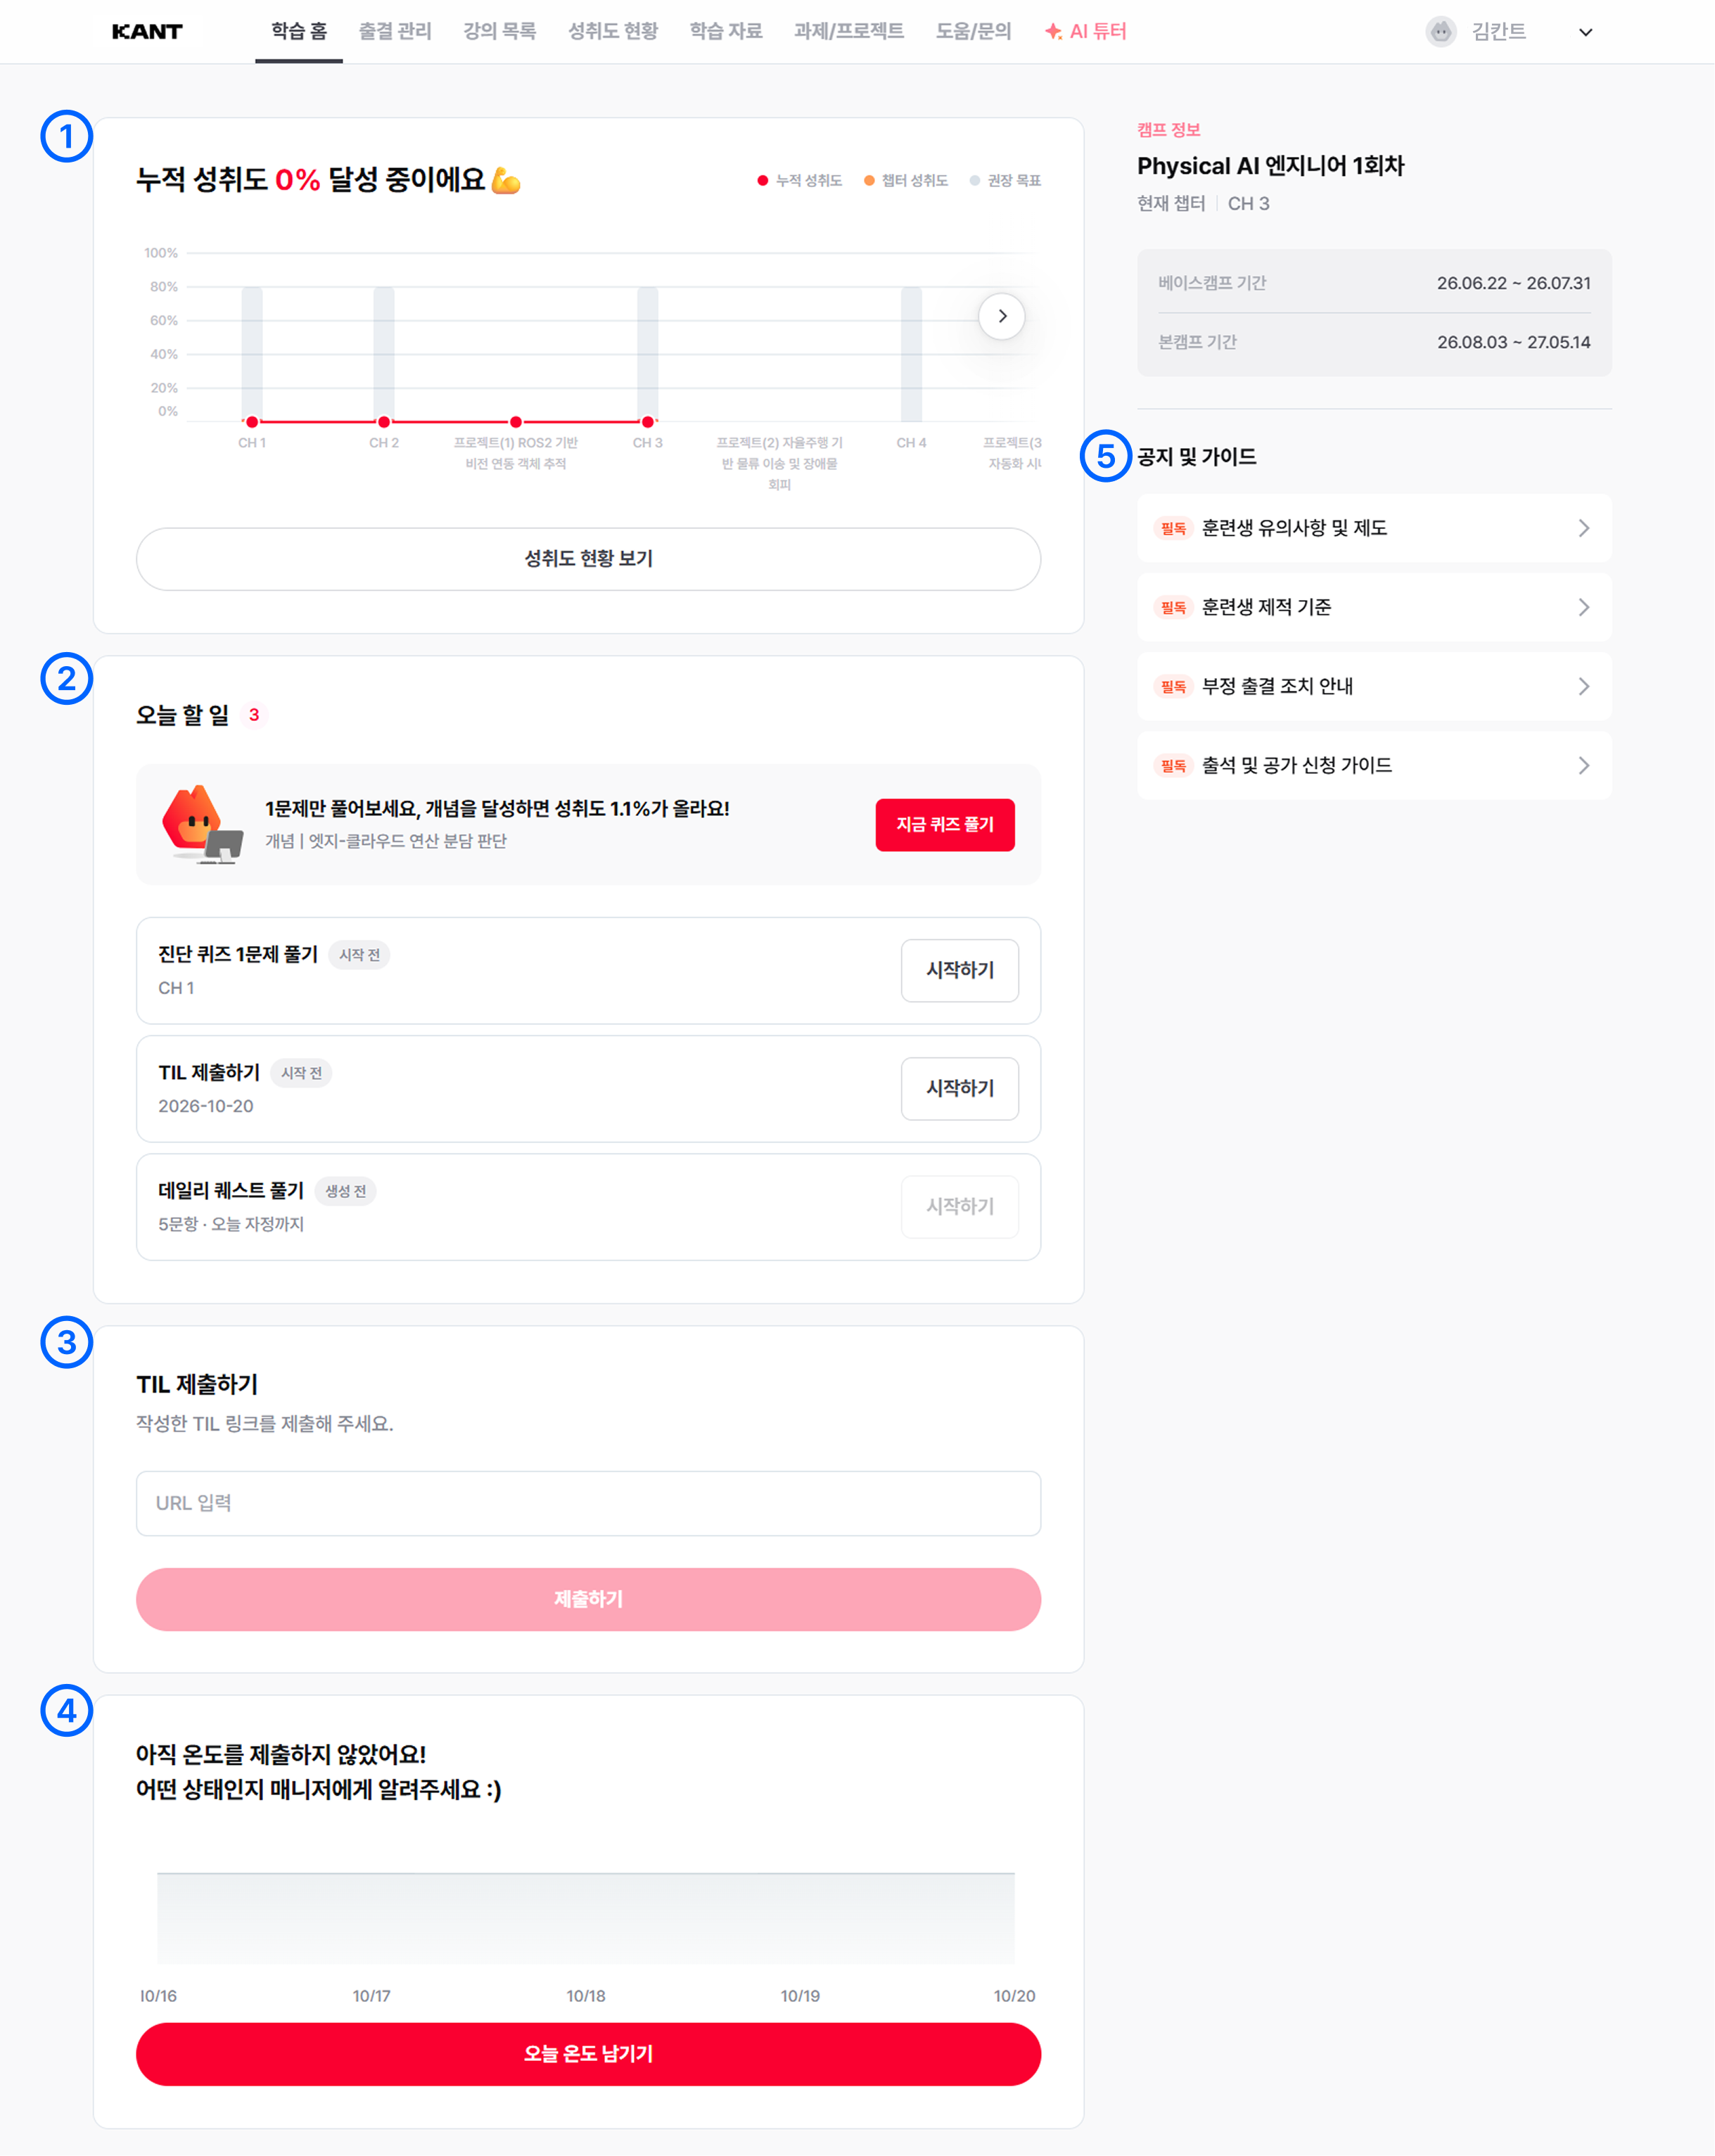 KANT
학습 홈
출결 관리
강의 목록
성취도 현황
학습 자료
과제/프로젝트
도움/문의
AI 튜터
김칸트
1
누적 성취도 0% 달성 중이에요
누적 성취도
챕터 성취도
권장 목표
100%
80%
60%
40%
20%
0%
CH 1
CH 2
프로젝트(1) ROS2 기반
비전 연동 객체 추적
CH 3
프로젝트(2) 자율주행 기
반 물류 이송 및 장애물
회피
CH 4
프로젝트(3
자동화 시
성취도 현황 보기
캠프 정보
Physical AI 엔지니어 1회차
현재 챕터 | CH 3
베이스캠프 기간 26.06.22 ~ 26.07.31
본캠프 기간 26.08.03 ~ 27.05.14
5
공지 및 가이드
필독 훈련생 유의사항 및 제도
필독 훈련생 제적 기준
필독 부정 출결 조치 안내
필독 출석 및 공가 신청 가이드
2
오늘 할 일 3
1문제만 풀어보세요, 개념을 달성하면 성취도 1.1%가 올라요!
개념 | 엣지-클라우드 연산 분담 판단
지금 퀴즈 풀기
진단 퀴즈 1문제 풀기 시작 전
CH 1
시작하기
TIL 제출하기 시작 전
2026-10-20
시작하기
데일리 퀘스트 풀기 생성 전
5문항 · 오늘 자정까지
시작하기
3
TIL 제출하기
작성한 TIL 링크를 제출해 주세요.
URL 입력
제출하기
4
아직 온도를 제출하지 않았어요!
어떤 상태인지 매니저에게 알려주세요 :)
10/16
10/17
10/18
10/19
10/20
오늘 온도 남기기